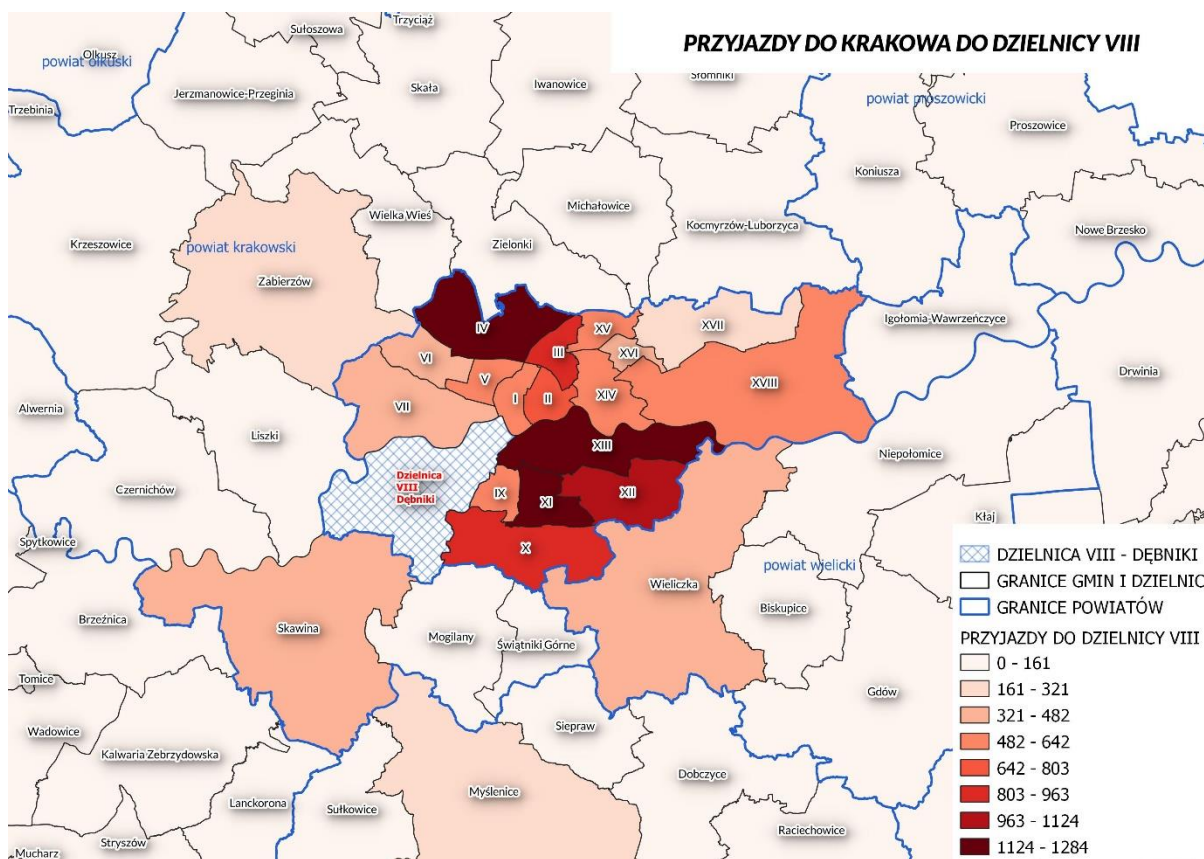 PRZYJAZDY DO KRAKOWA DO DZIELNICY VIII
Trzyciąż
Sułoszowa
Olkusz
powiat olkuski
Jerzmanowice-Przeginia
Skała
Iwanowice
Słomniki
powiat proszowicki
Trzebinia
Proszowice
Koniusza
Wielka Wieś
Michałowice
Kocmyrzów-Luborzyca
Nowe Brzesko
Krzeszowice
powiat krakowski
Zielonki
Zabierzów
Igołomia-Wawrzeńczyce
IV
XV
XVII
III
XVI
VI
V
Drwinia
I
II
XIV
XVIII
VII
Alwernia
Liszki
XIII
Niepołomice
Dzielnica
VIII
Dębniki
Czernichów
IX
XI
XII
Kłaj
Spytkowice
X
powiat wielicki
Wieliczka
Biskupice
Brzeźnica
Skawina
Mogilany
Świątniki Górne
Tomice
Gdów
Wadowice
Siepraw
Kalwaria Zebrzydowska
Dobczyce
Lanckorona
Sułkowice
Myślenice
Raciechowice
Stryszów
Mucharz
DZIELNICA VIII - DĘBNIKI
GRANICE GMIN I DZIELNIC
GRANICE POWIATÓW
PRZYJAZDY DO DZIELNICY VIII
0 - 161
161 - 321
321 - 482
482 - 642
642 - 803
803 - 963
963 - 1124
1124 - 1284